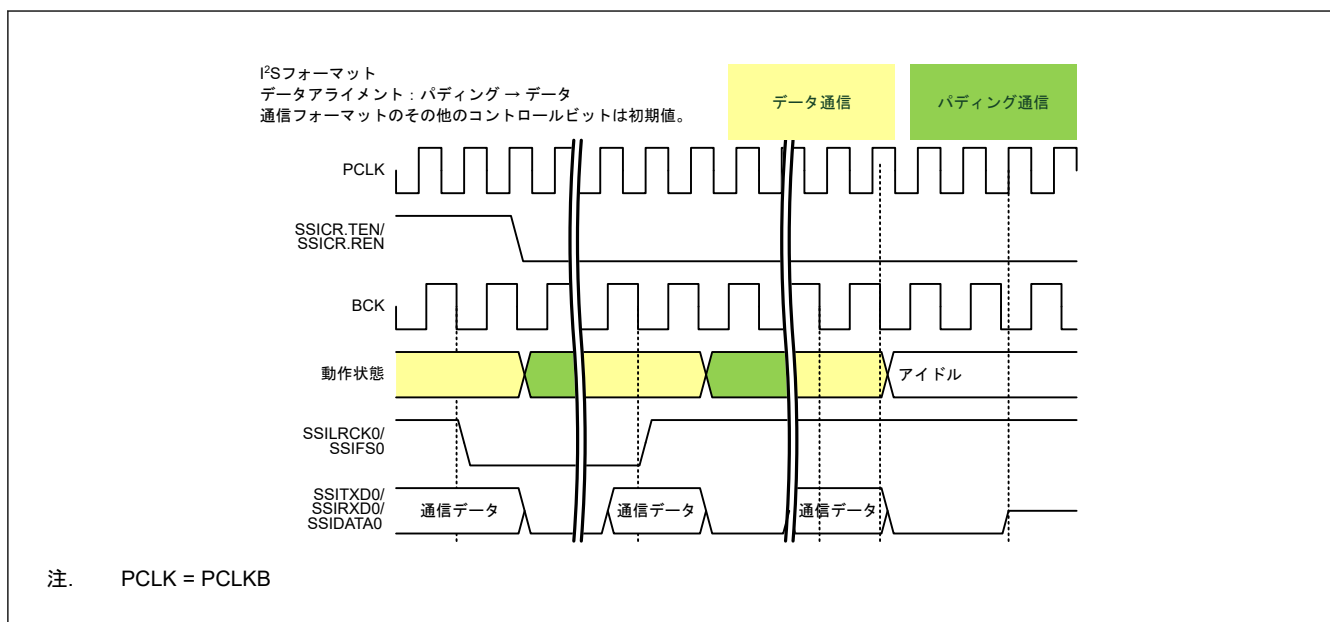 I²Sフォーマット
データアライメント：パディング → データ
通信フォーマットのその他のコントロールビットは初期値。
データ通信
パディング通信
PCLK
SSICR.TEN/
SSICR.REN
BCK
動作状態
アイドル
SSILRCK0/
SSIFS0
SSITXD0/
SSIRXD0/
SSIDATA0
通信データ
通信データ
通信データ
注. PCLK = PCLKB